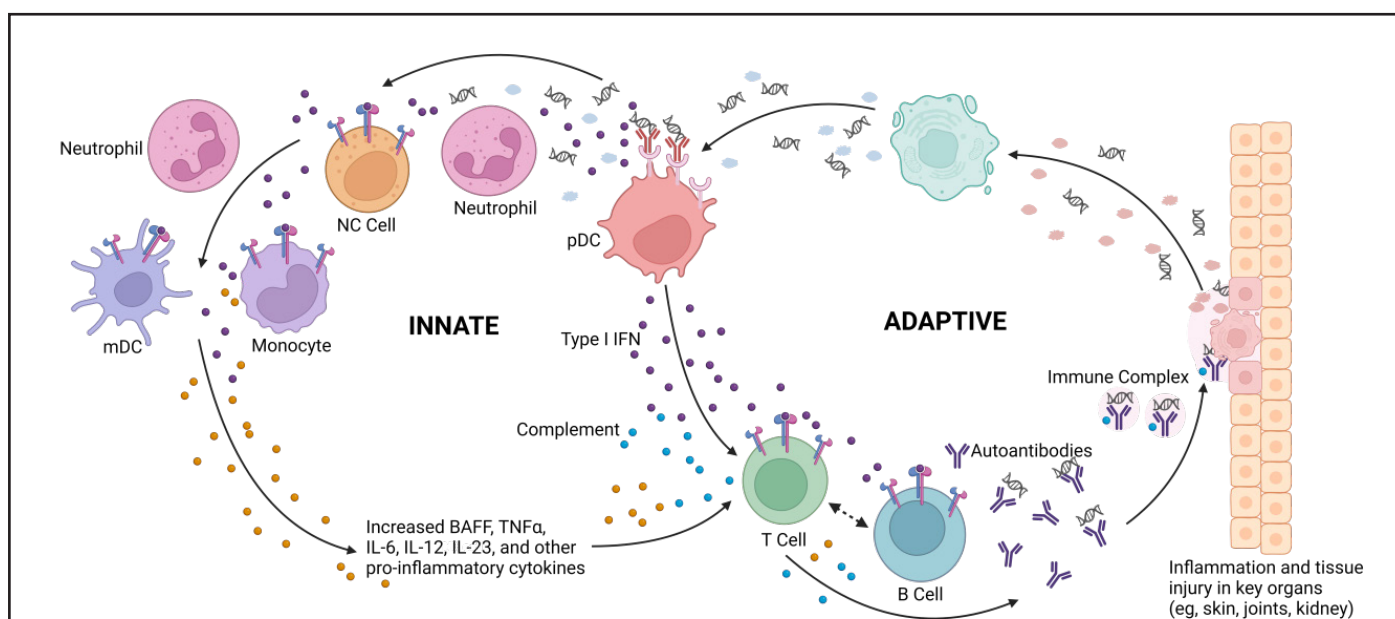 Neutrophil
NC Cell
Neutrophil
pDC
mDC
Monocyte
INNATE
ADAPTIVE
Type I IFN
Complement
Immune Complex
Autoantibodies
Increased BAFF, TNFα,
IL-6, IL-12, IL-23, and other
pro-inflammatory cytokines
T Cell
B Cell
Inflammation and tissue
injury in key organs
(eg, skin, joints, kidney)